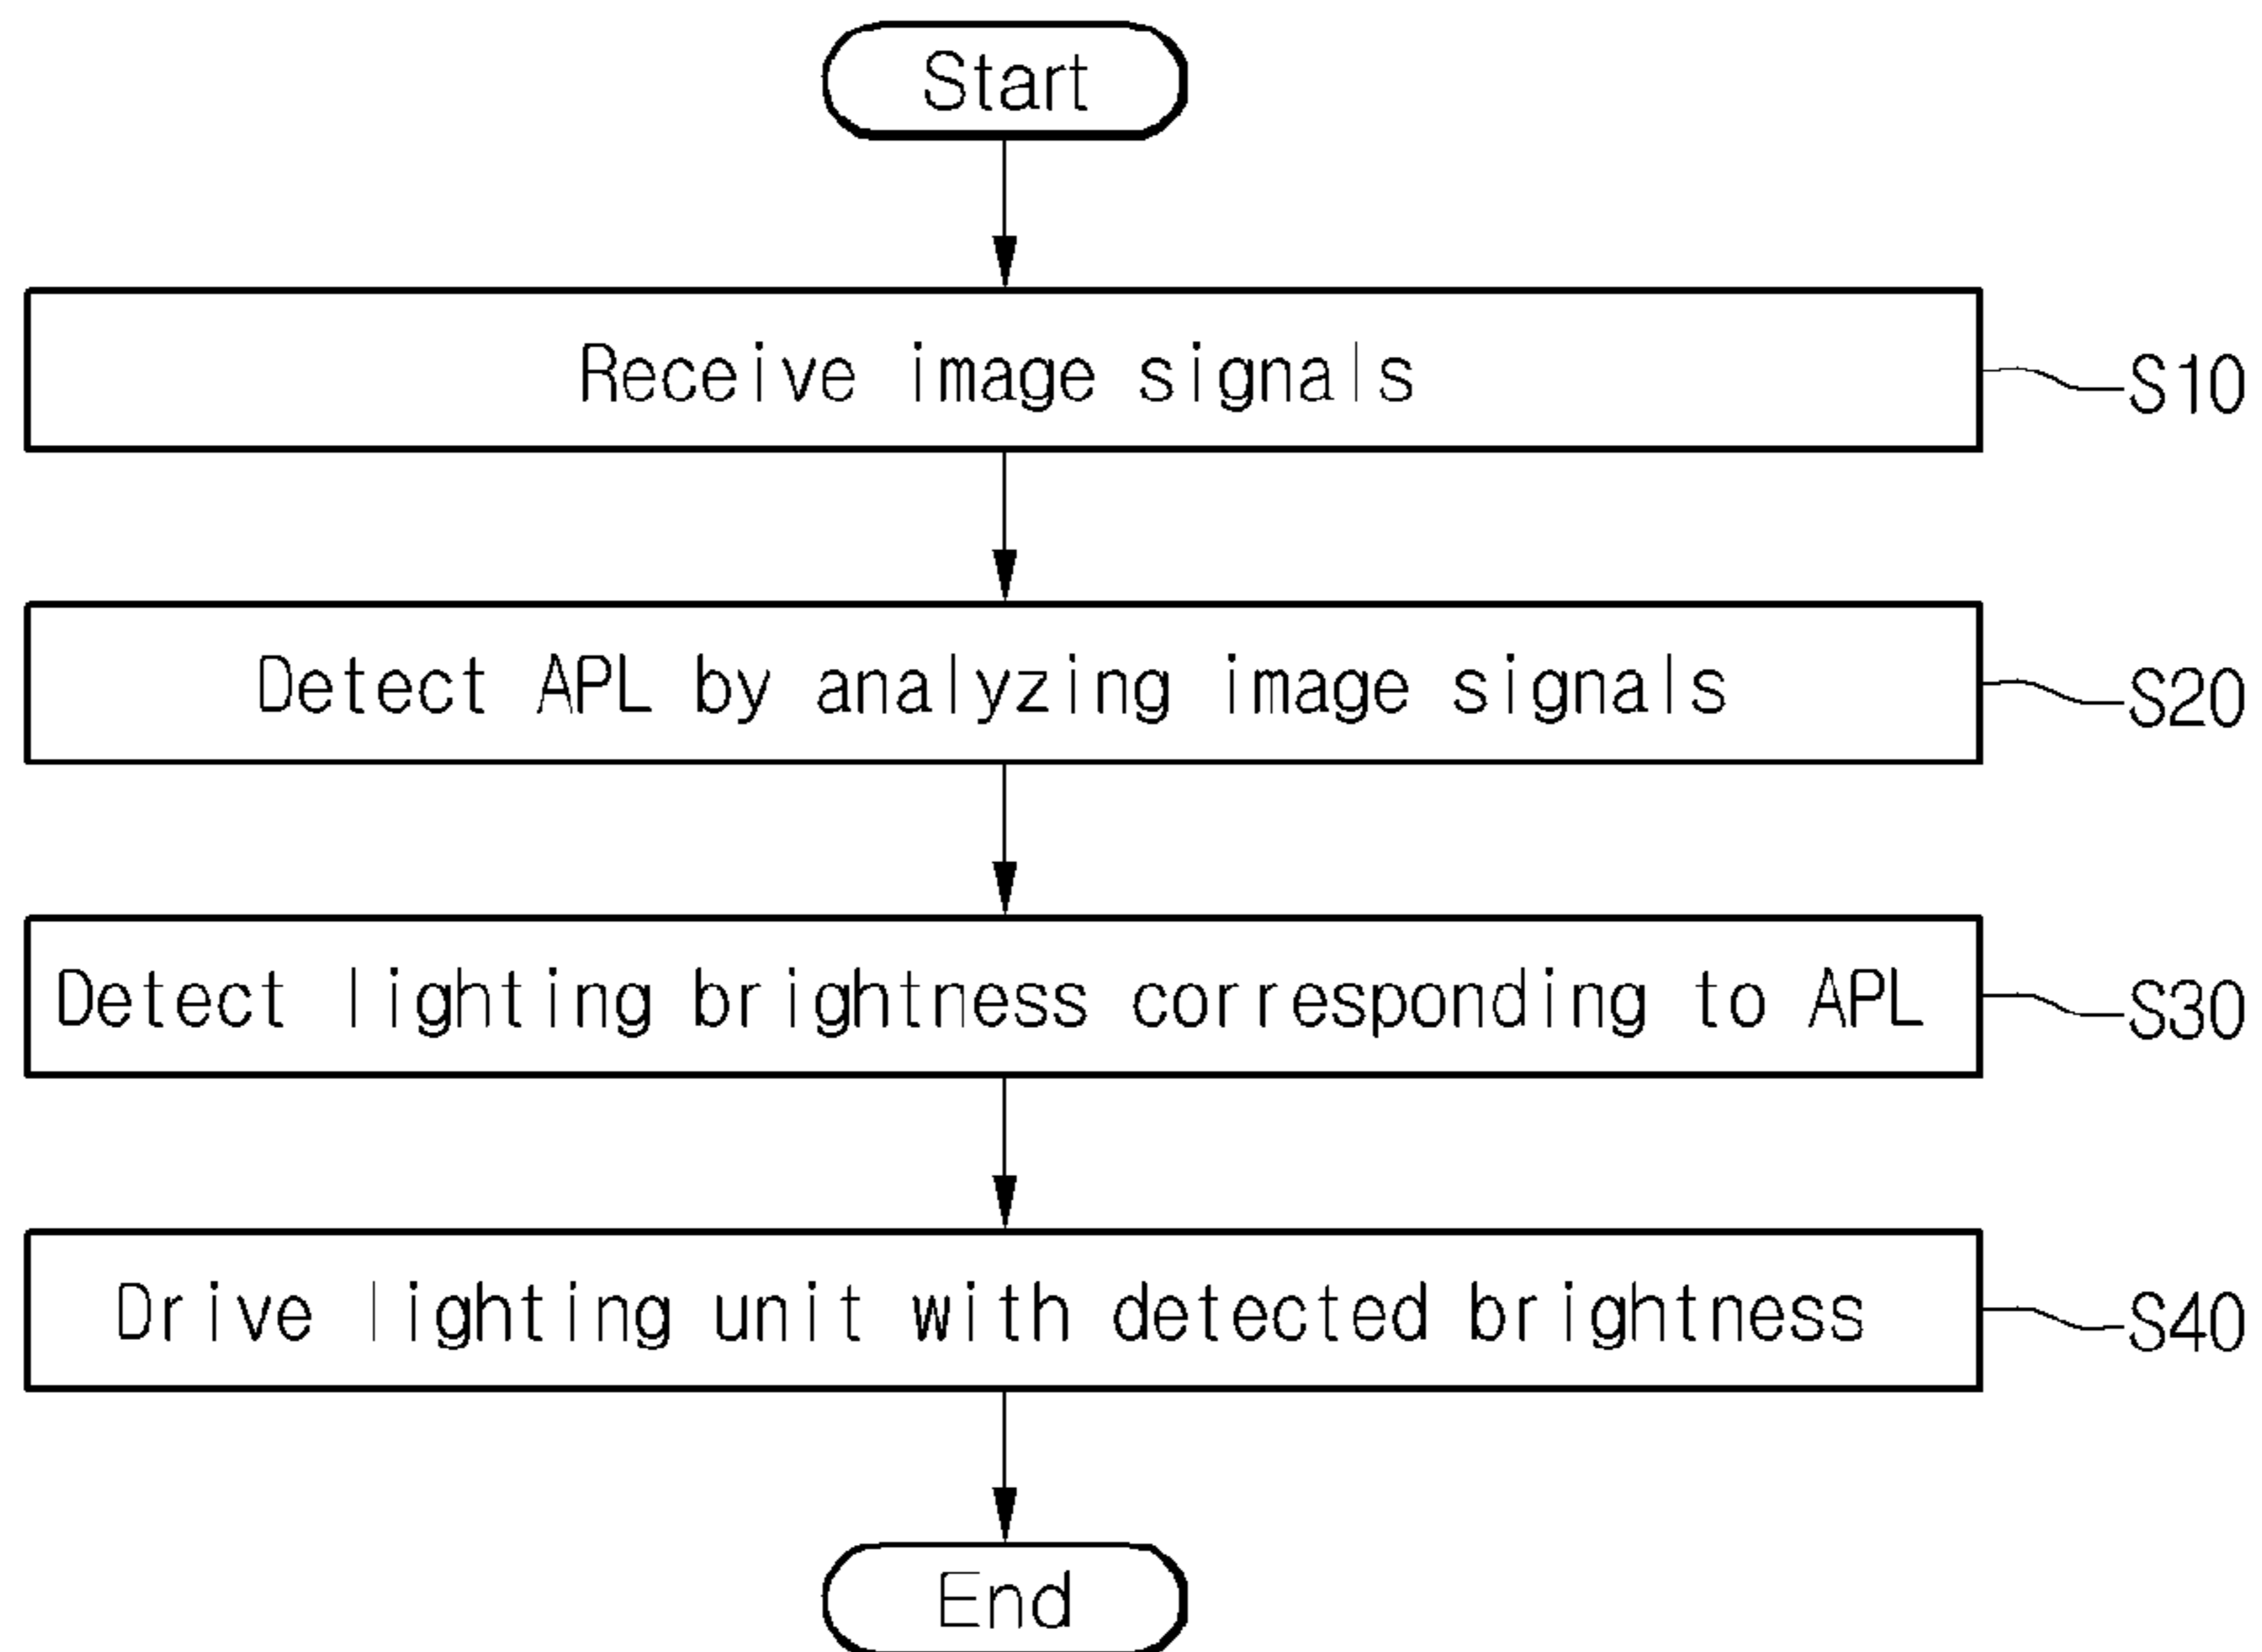 Start
Receive image signals
S10
Detect APL by analyzing image signals
S20
Detect lighting brightness corresponding to APL
S30
Drive lighting unit with detected brightness
S40
End